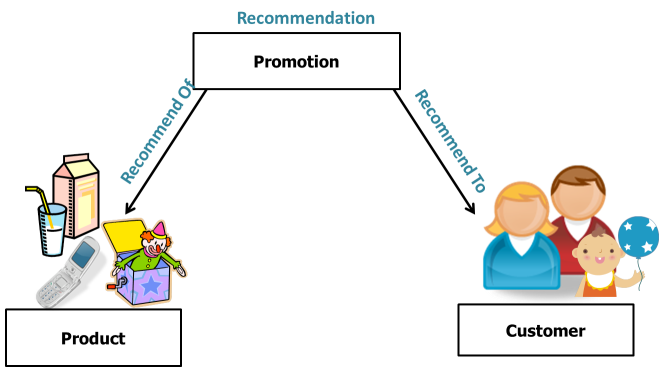 Recommendation
Promotion
Recommend Of
Recommend To
Product
Customer